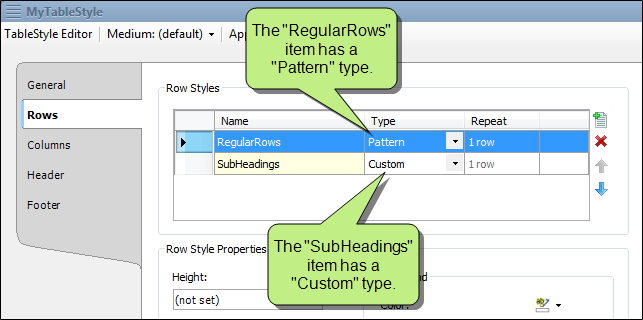 MyTableStyle
TableStyle Editor Medium: (default) App
The "RegularRows"
item has a
"Pattern" type.
General
Rows
Columns
Header
Footer
Row Styles
Name Type Repeat
RegularRows Pattern 1 row
SubHeadings Custom 1 row
The "SubHeadings"
item has a
"Custom" type.
Row Style Properties
Height:
(not set)
Color: